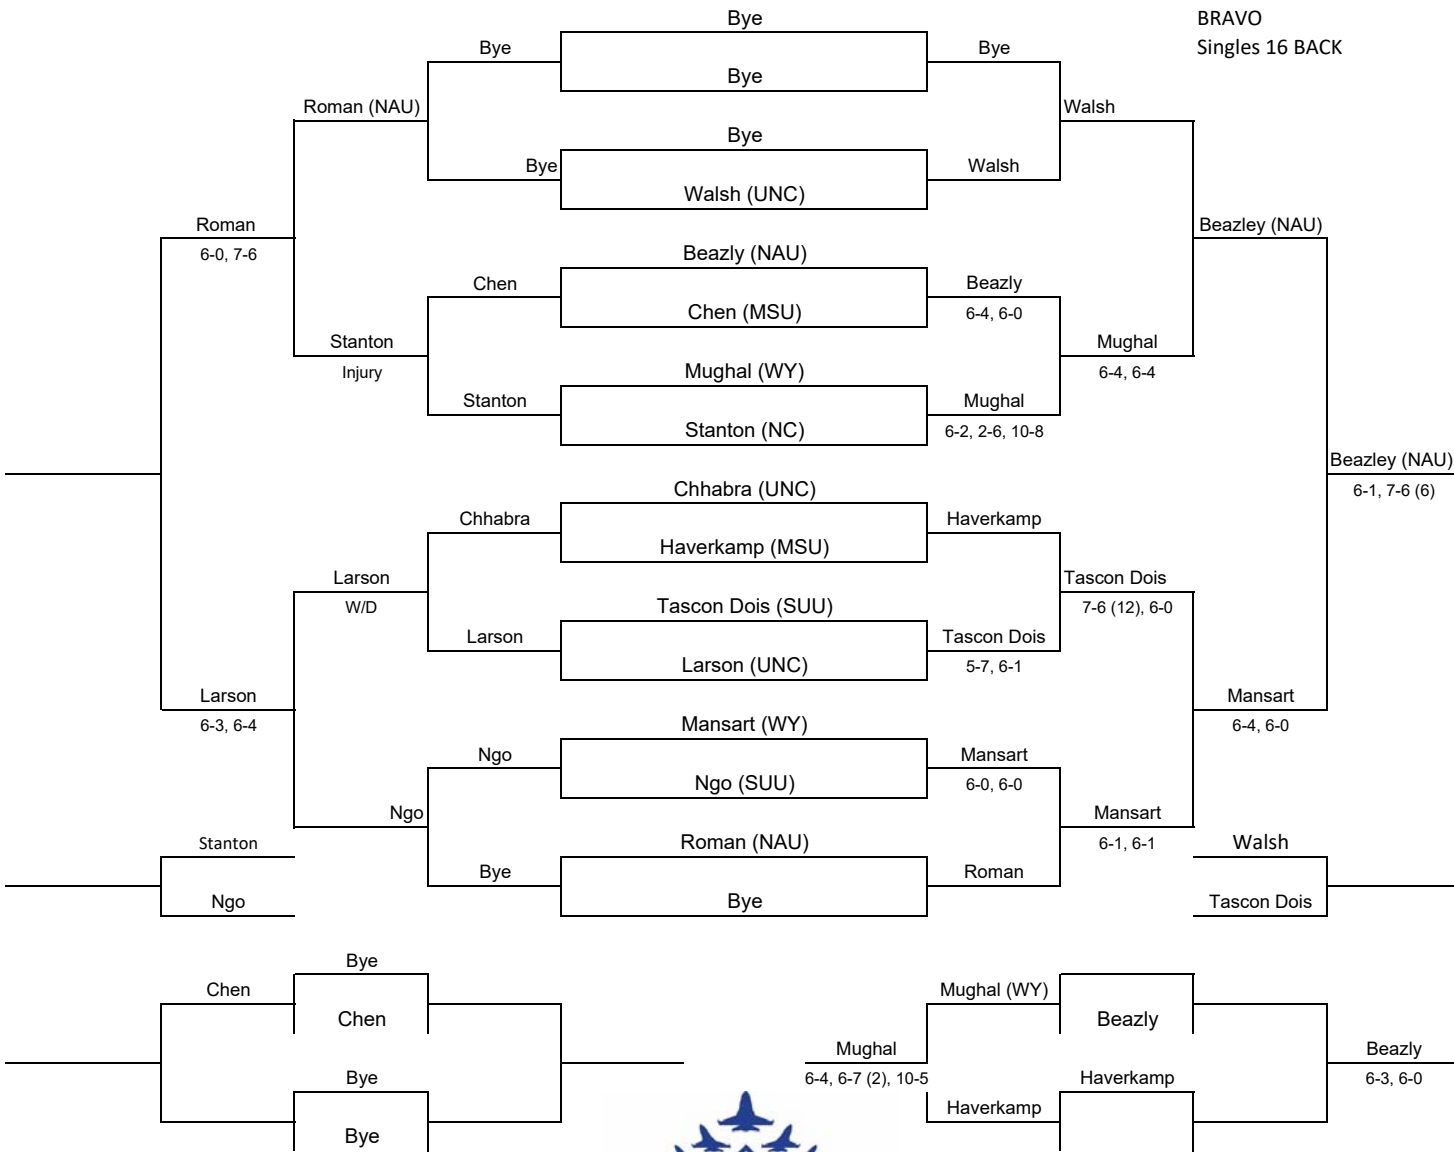 Bye
BRAVO
Bye
Bye
Singles 16 BACK
Bye
Roman (NAU)
Walsh
Bye
Bye
Walsh
Walsh (UNC)
Roman
Beazley (NAU)
6-0, 7-6
Beazly (NAU)
Chen
Beazly
Chen (MSU)
6-4, 6-0
Stanton
Mughal
Injury
Mughal (WY)
6-4, 6-4
Stanton
Mughal
Stanton (NC)
6-2, 2-6, 10-8
Beazley (NAU)
6-1, 7-6 (6)
Chhabra (UNC)
Chhabra
Haverkamp
Haverkamp (MSU)
Larson
Tascon Dois
W/D
Tascon Dois (SUU)
7-6 (12), 6-0
Larson
Tascon Dois
Larson (UNC)
5-7, 6-1
Larson
Mansart
6-3, 6-4
Mansart (WY)
6-4, 6-0
Ngo
Mansart
Ngo (SUU)
6-0, 6-0
Ngo
Mansart
Stanton
Roman (NAU)
6-1, 6-1
Walsh
Bye
Roman
Ngo
Bye
Tascon Dois
Bye
Chen
Mughal (WY)
Chen
Beazly
Mughal
Beazly
Bye
6-4, 6-7 (2), 10-5
Haverkamp
6-3, 6-0
Haverkamp
Bye